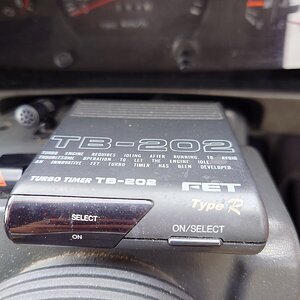 TB-202
TURBO ENGINE REQUIRES IDLING AFTER RUNNING. TO AVOID
TROUBLESOME OPERATION TO LET THE ENGINE IDLE.
AN INNOVATIVE FET TURBO TIMER HAS BEEN DEVELOPED.
TURBO TIMER TB-202 FET
Type R
SELECT
ON
ON/SELECT